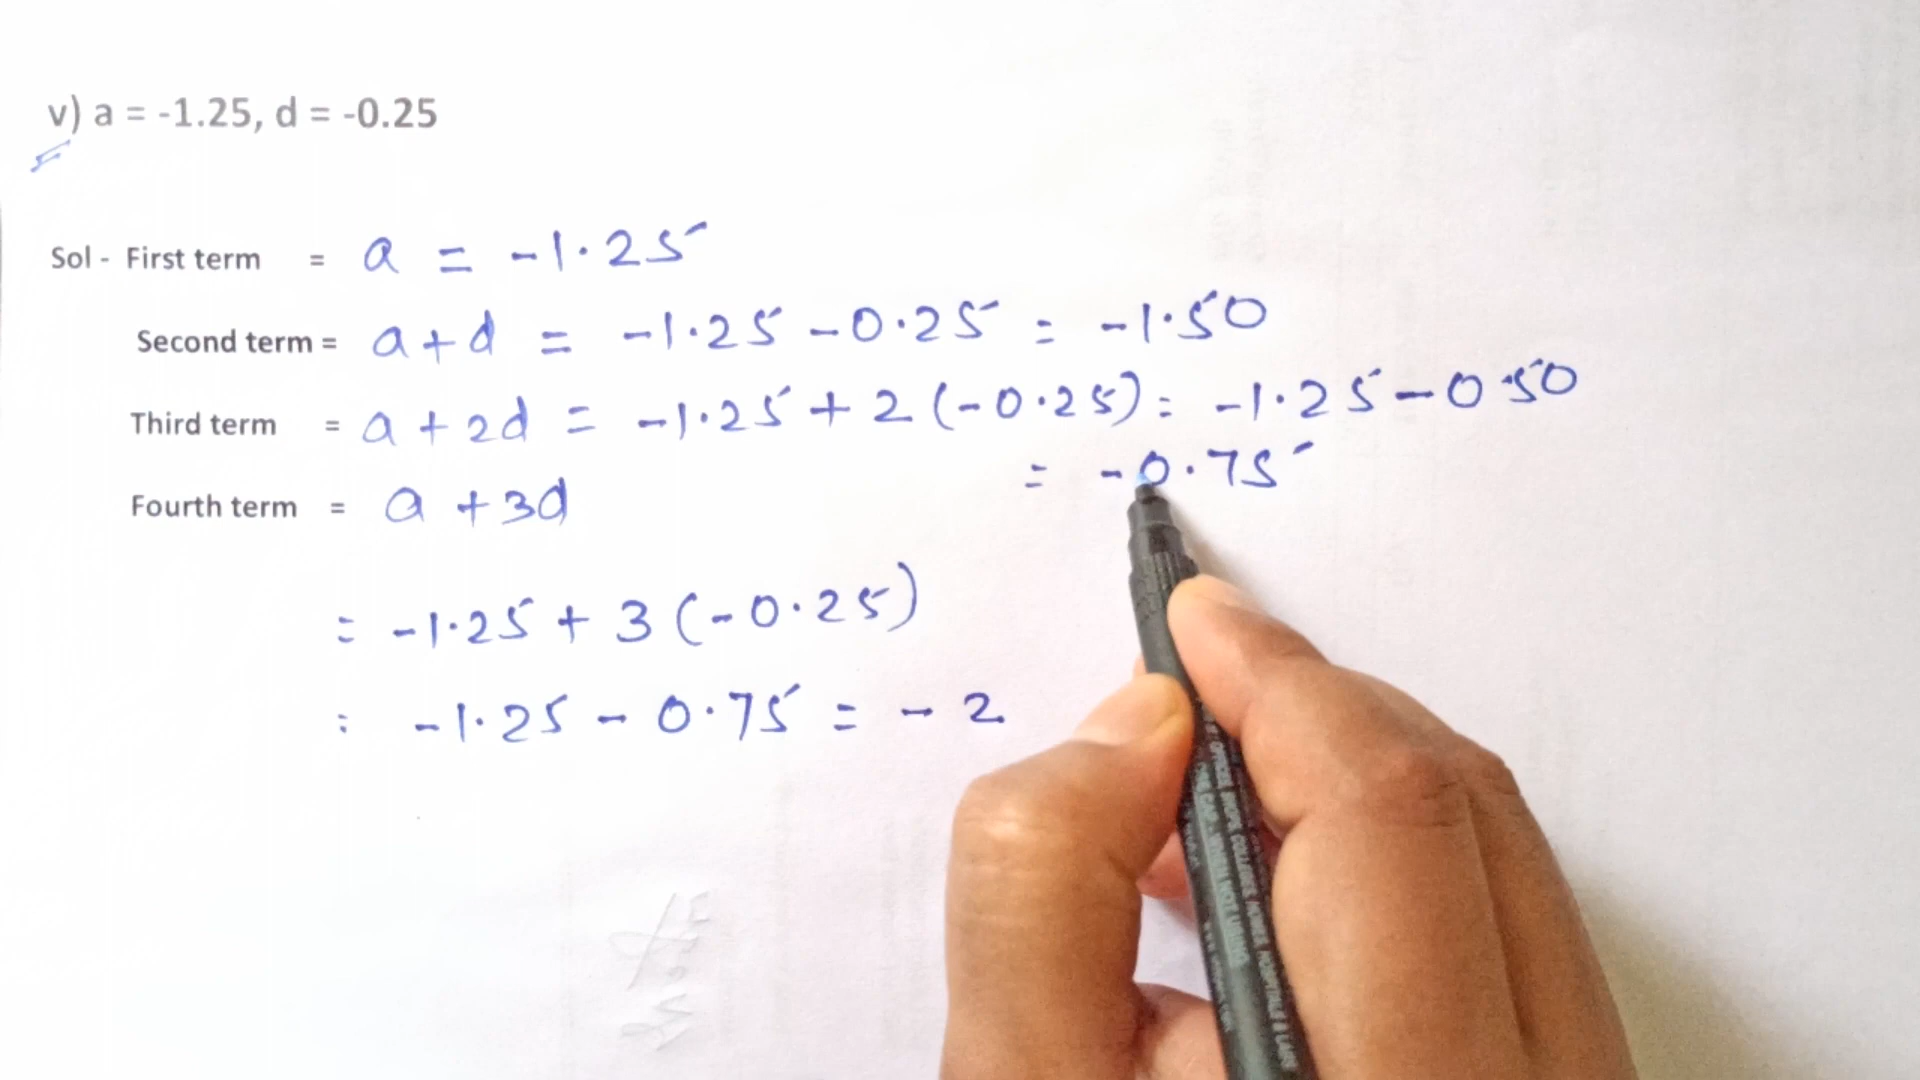 v) a = -1.25, d = -0.25
Sol - First term = a = -1.25
Second term = a+d = -1.25 -0.25 = -1.50
Third term = a + 2d = -1.25 + 2 (-0.25) = -1.25 - 0.50
= -0.75
Fourth term = a + 3d
= -1.25 + 3 (-0.25)
= -1.25 - 0.75 = - 2